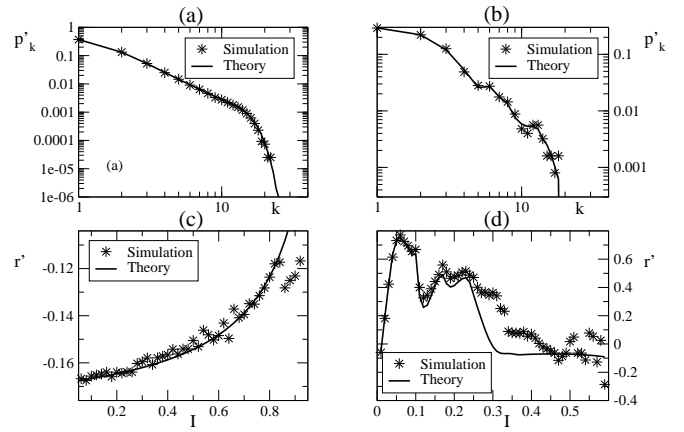 (a)
p'k
1
0.1
0.01
0.001
0.0001
1e-05
1e-06
Simulation
Theory
(a)
1
10
k
(b)
p'k
0.1
0.01
0.001
Simulation
Theory
1
10
k
(c)
r'
-0.12
-0.14
-0.16
Simulation
Theory
0.2
0.4
0.6
0.8
I
(d)
r'
0.6
0.4
0.2
0
-0.2
-0.4
Simulation
Theory
0
0.1
0.2
0.3
0.4
0.5
I